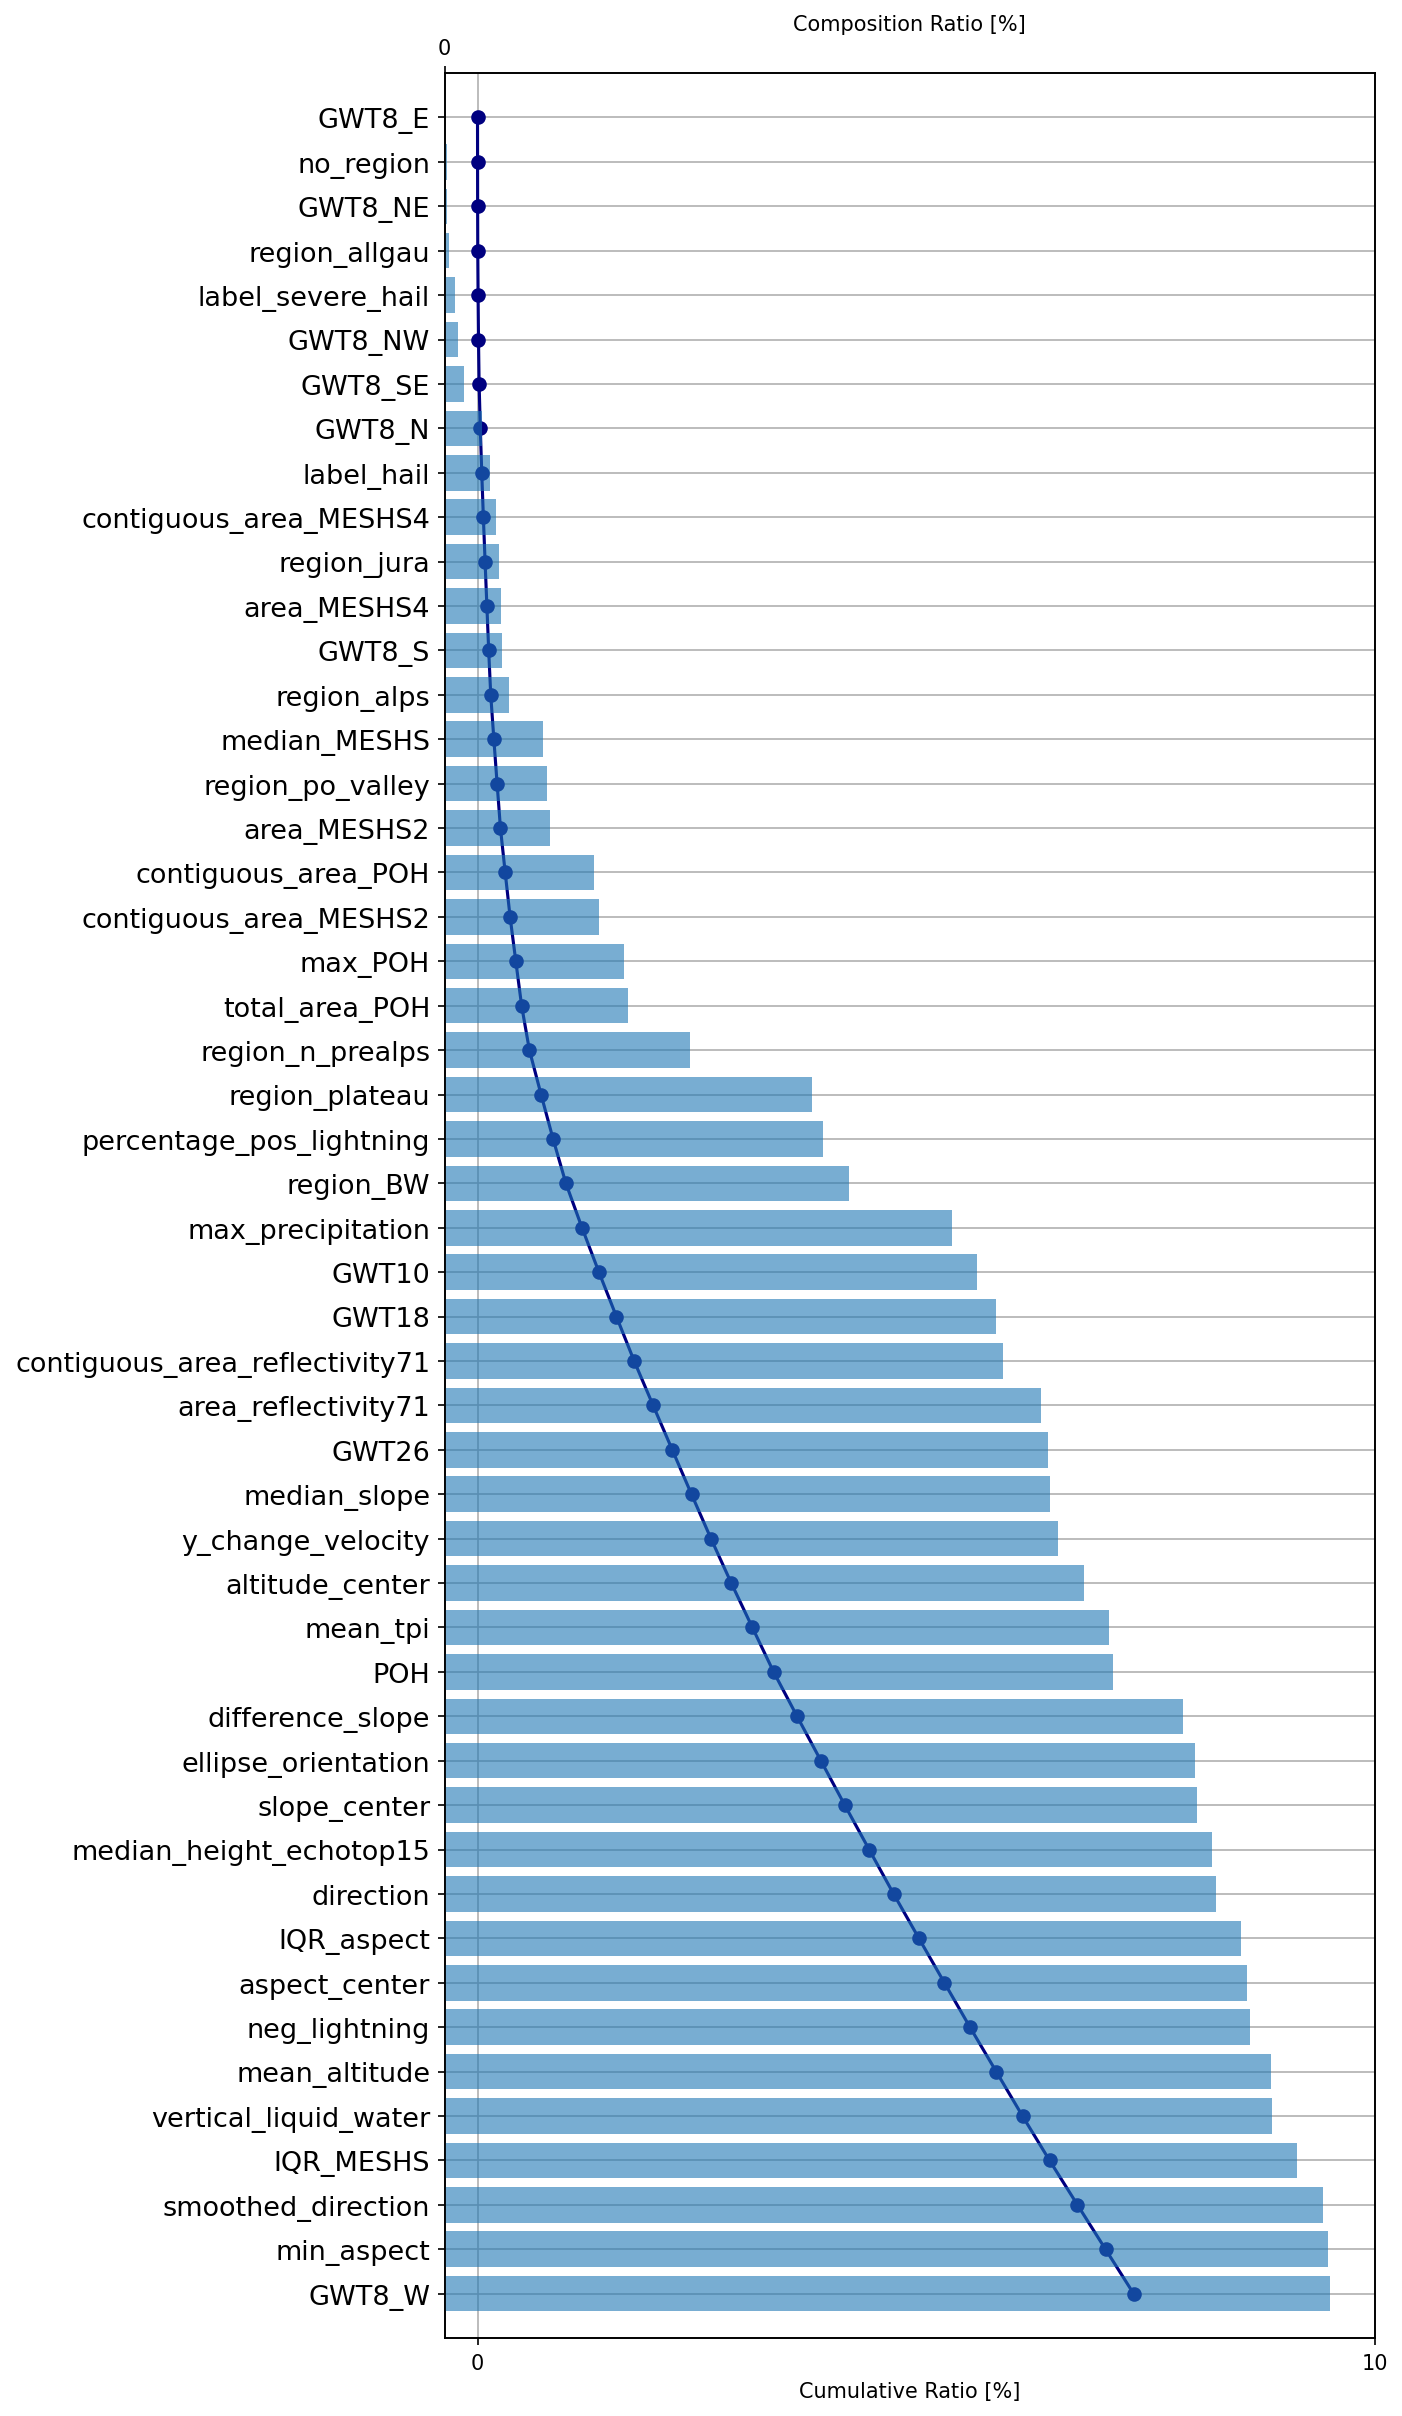 Composition Ratio [%]
0
GWT8_E
no_region
GWT8_NE
region_allgau
label_severe_hail
GWT8_NW
GWT8_SE
GWT8_N
label_hail
contiguous_area_MESHS4
region_jura
area_MESHS4
GWT8_S
region_alps
median_MESHS
region_po_valley
area_MESHS2
contiguous_area_POH
contiguous_area_MESHS2
max_POH
total_area_POH
region_n_prealps
region_plateau
percentage_pos_lightning
region_BW
max_precipitation
GWT10
GWT18
contiguous_area_reflectivity71
area_reflectivity71
GWT26
median_slope
y_change_velocity
altitude_center
mean_tpi
POH
difference_slope
ellipse_orientation
slope_center
median_height_echotop15
direction
IQR_aspect
aspect_center
neg_lightning
mean_altitude
vertical_liquid_water
IQR_MESHS
smoothed_direction
min_aspect
GWT8_W
0 10
Cumulative Ratio [%]